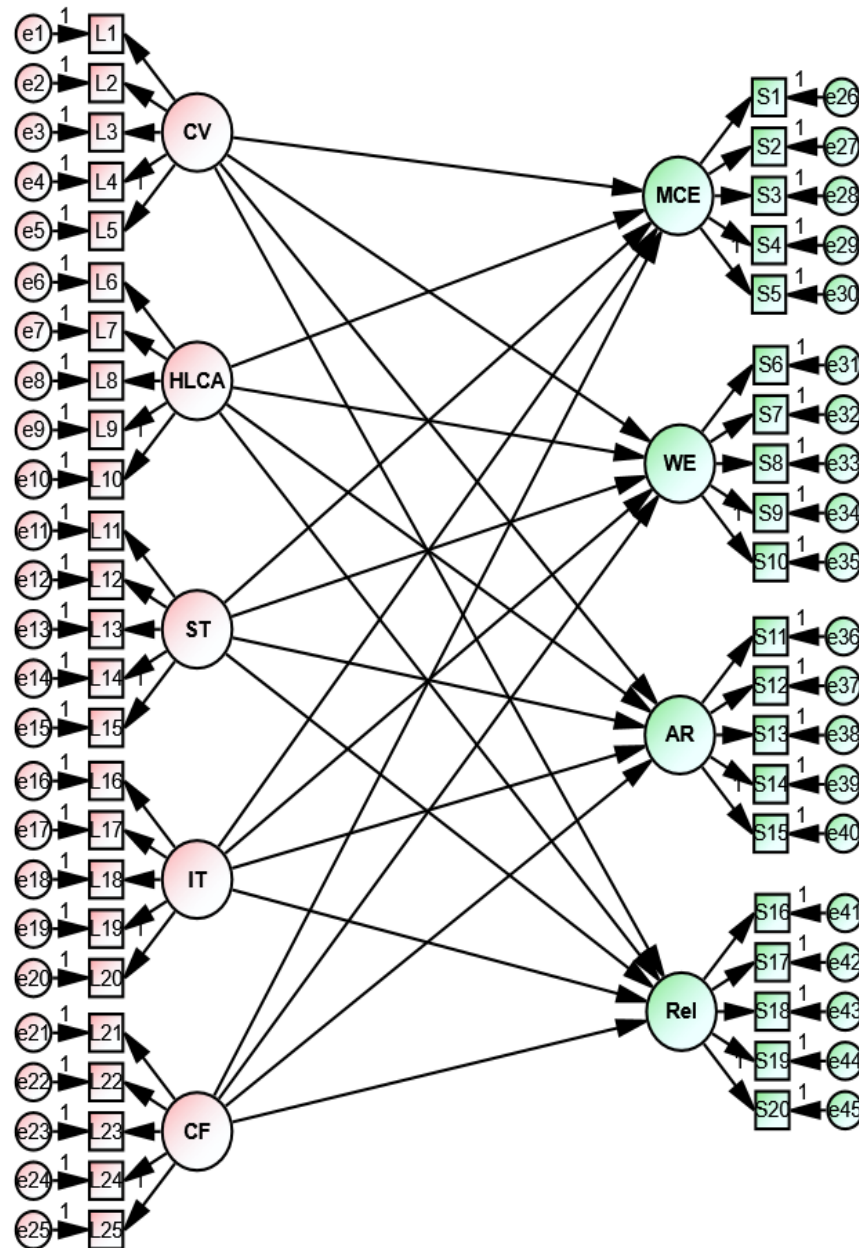 e1 1 L1
e2 1 L2
e3 1 L3
e4 1 L4
e5 1 L5
1
CV
e6 1 L6
e7 1 L7
e8 1 L8
e9 1 L9
e10 1 L10
1
HLCA
e11 1 L11
e12 1 L12
e13 1 L13
e14 1 L14
e15 1 L15
1
ST
e16 1 L16
e17 1 L17
e18 1 L18
e19 1 L19
e20 1 L20
1
IT
e21 1 L21
e22 1 L22
e23 1 L23
e24 1 L24
e25 1 L25
1
CF
MCE
S1 1 e26
S2 1 e27
S3 1 e28
S4 1 e29
S5 1 e30
1
WE
S6 1 e31
S7 1 e32
S8 1 e33
S9 1 e34
S10 1 e35
1
AR
S11 1 e36
S12 1 e37
S13 1 e38
S14 1 e39
S15 1 e40
1
Rel
S16 1 e41
S17 1 e42
S18 1 e43
S19 1 e44
S20 1 e45
1